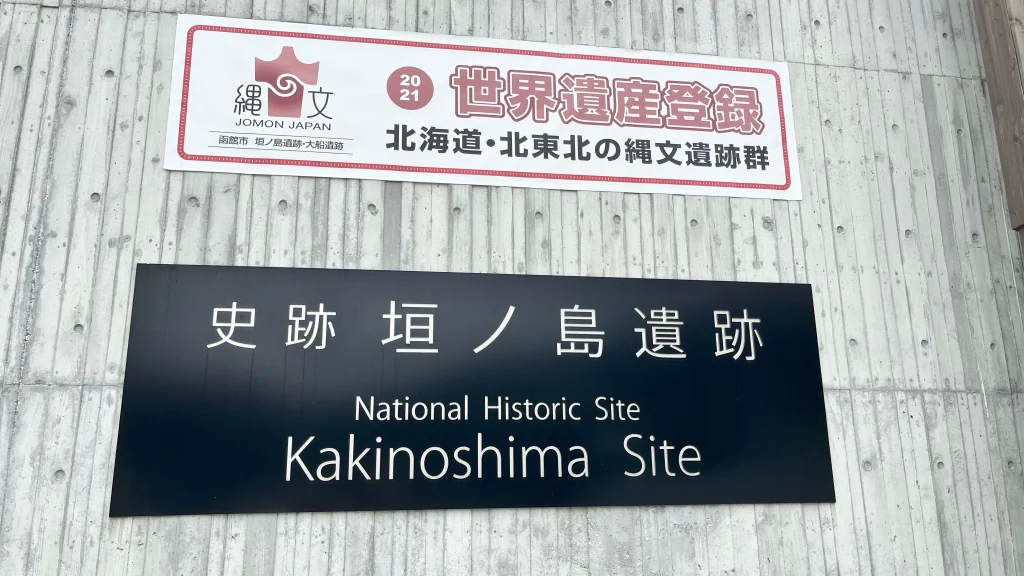 縄文
JOMON JAPAN
函館市 垣ノ島遺跡・大船遺跡
2021
世界遺産登録
北海道・北東北の縄文遺跡群
史跡 垣ノ島遺跡
National Historic Site
Kakinoshima Site